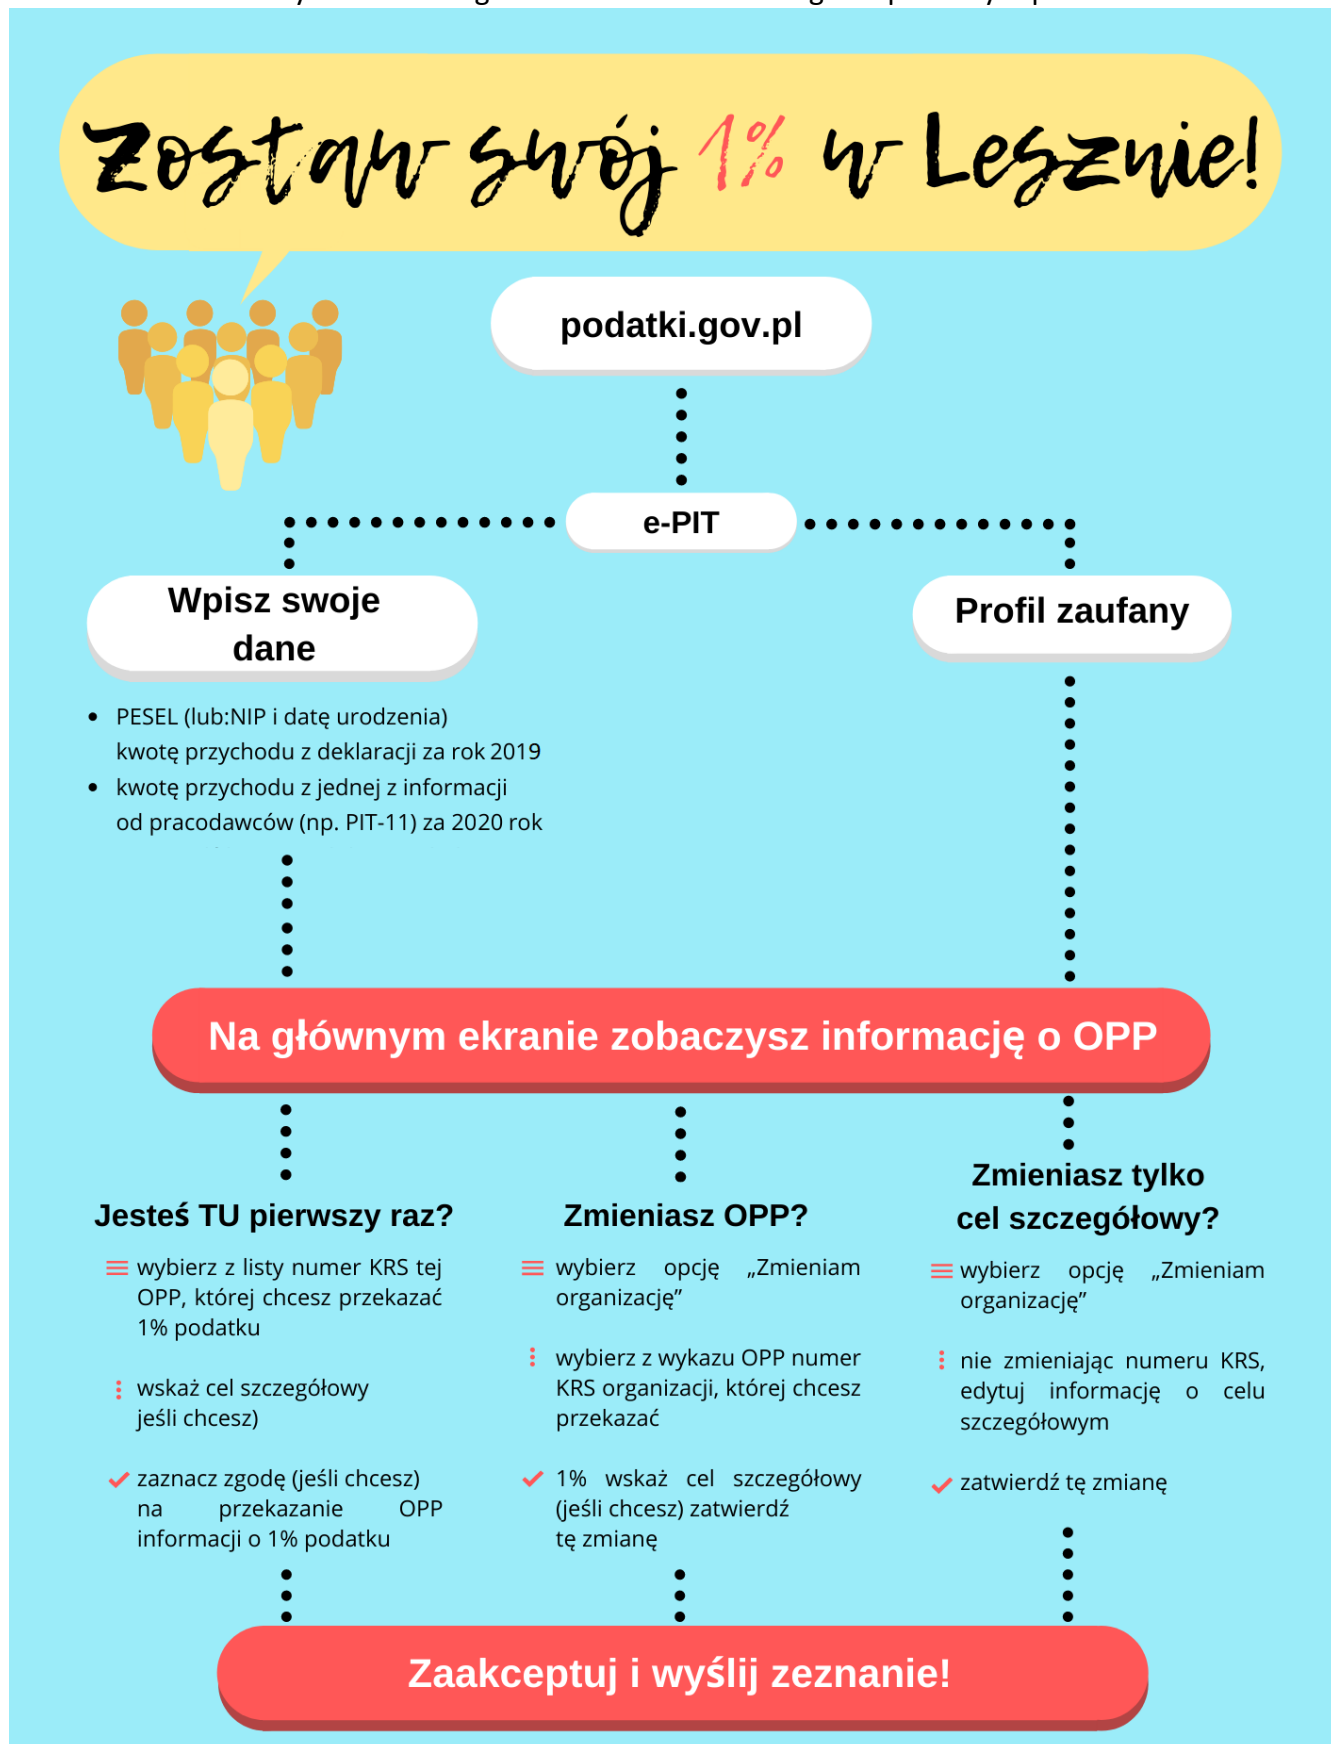 Zostaw swój 1% w Lesznie!
podatki.gov.pl
e-PIT
Wpisz swoje
dane
Profil zaufany
PESEL (lub:NIP i datę urodzenia)
kwotę przychodu z deklaracji za rok 2019
kwotę przychodu z jednej z informacji
od pracodawców (np. PIT-11) za 2020 rok
Na głównym ekranie zobaczysz informację o OPP
Jesteś TU pierwszy raz?
wybierz z listy numer KRS tej
OPP, której chcesz przekazać
1% podatku
wskaż cel szczegółowy
jeśli chcesz)
zaznacz zgodę (jeśli chcesz)
na przekazanie OPP
informacji o 1% podatku
Zmieniasz OPP?
wybierz opcję „Zmieniam
organizację”
wybierz z wykazu OPP numer
KRS organizacji, której chcesz
przekazać
1% wskaż cel szczegółowy
(jeśli chcesz) zatwierdź
tę zmianę
Zmieniasz tylko
cel szczegółowy?
wybierz opcję „Zmieniam
organizację”
nie zmieniając numeru KRS,
edytuj informację o celu
szczegółowym
zatwierdź tę zmianę
Zaakceptuj i wyślij zeznanie!